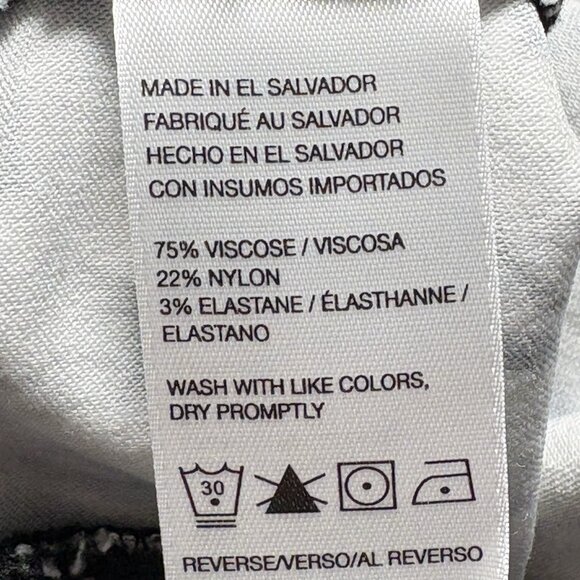 MADE IN EL SALVADOR
FABRIQUÉ AU SALVADOR
HECHO EN EL SALVADOR
CON INSUMOS IMPORTADOS
75% VISCOSE / VISCOSA
22% NYLON
3% ELASTANE / ÉLASTHANNE /
ELASTANO
WASH WITH LIKE COLORS,
DRY PROMPTLY
30
REVERSE/VERSO/AL REVERSO